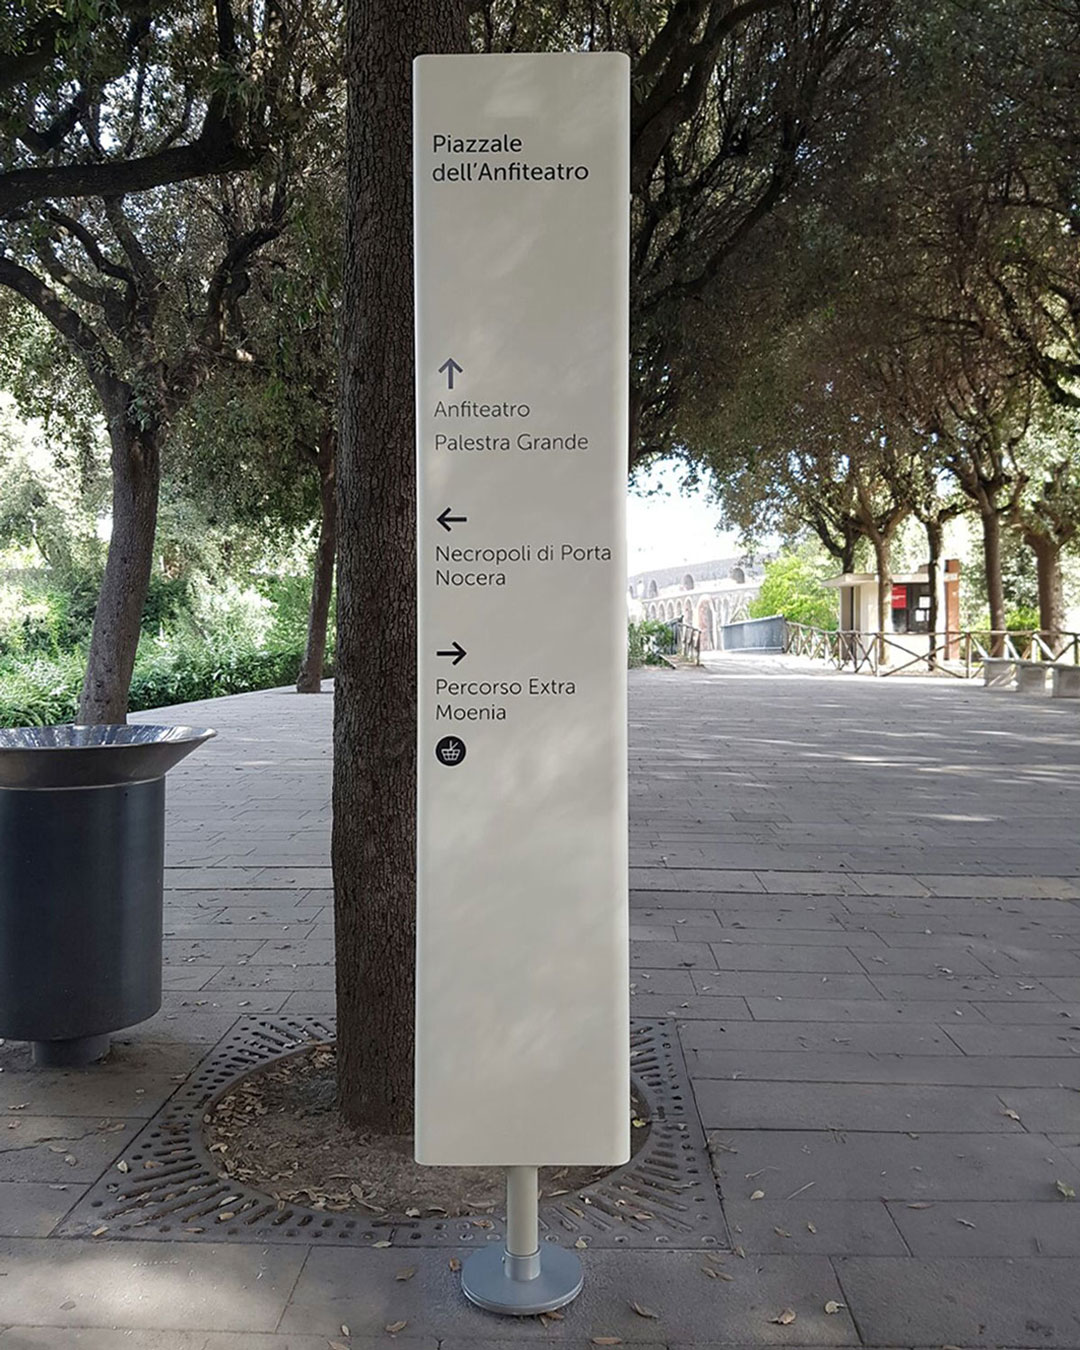 Piazzale
dell'Anfiteatro
↑
Anfiteatro
Palestra Grande
←
Necropoli di Porta
Nocera
→
Percorso Extra
Moenia